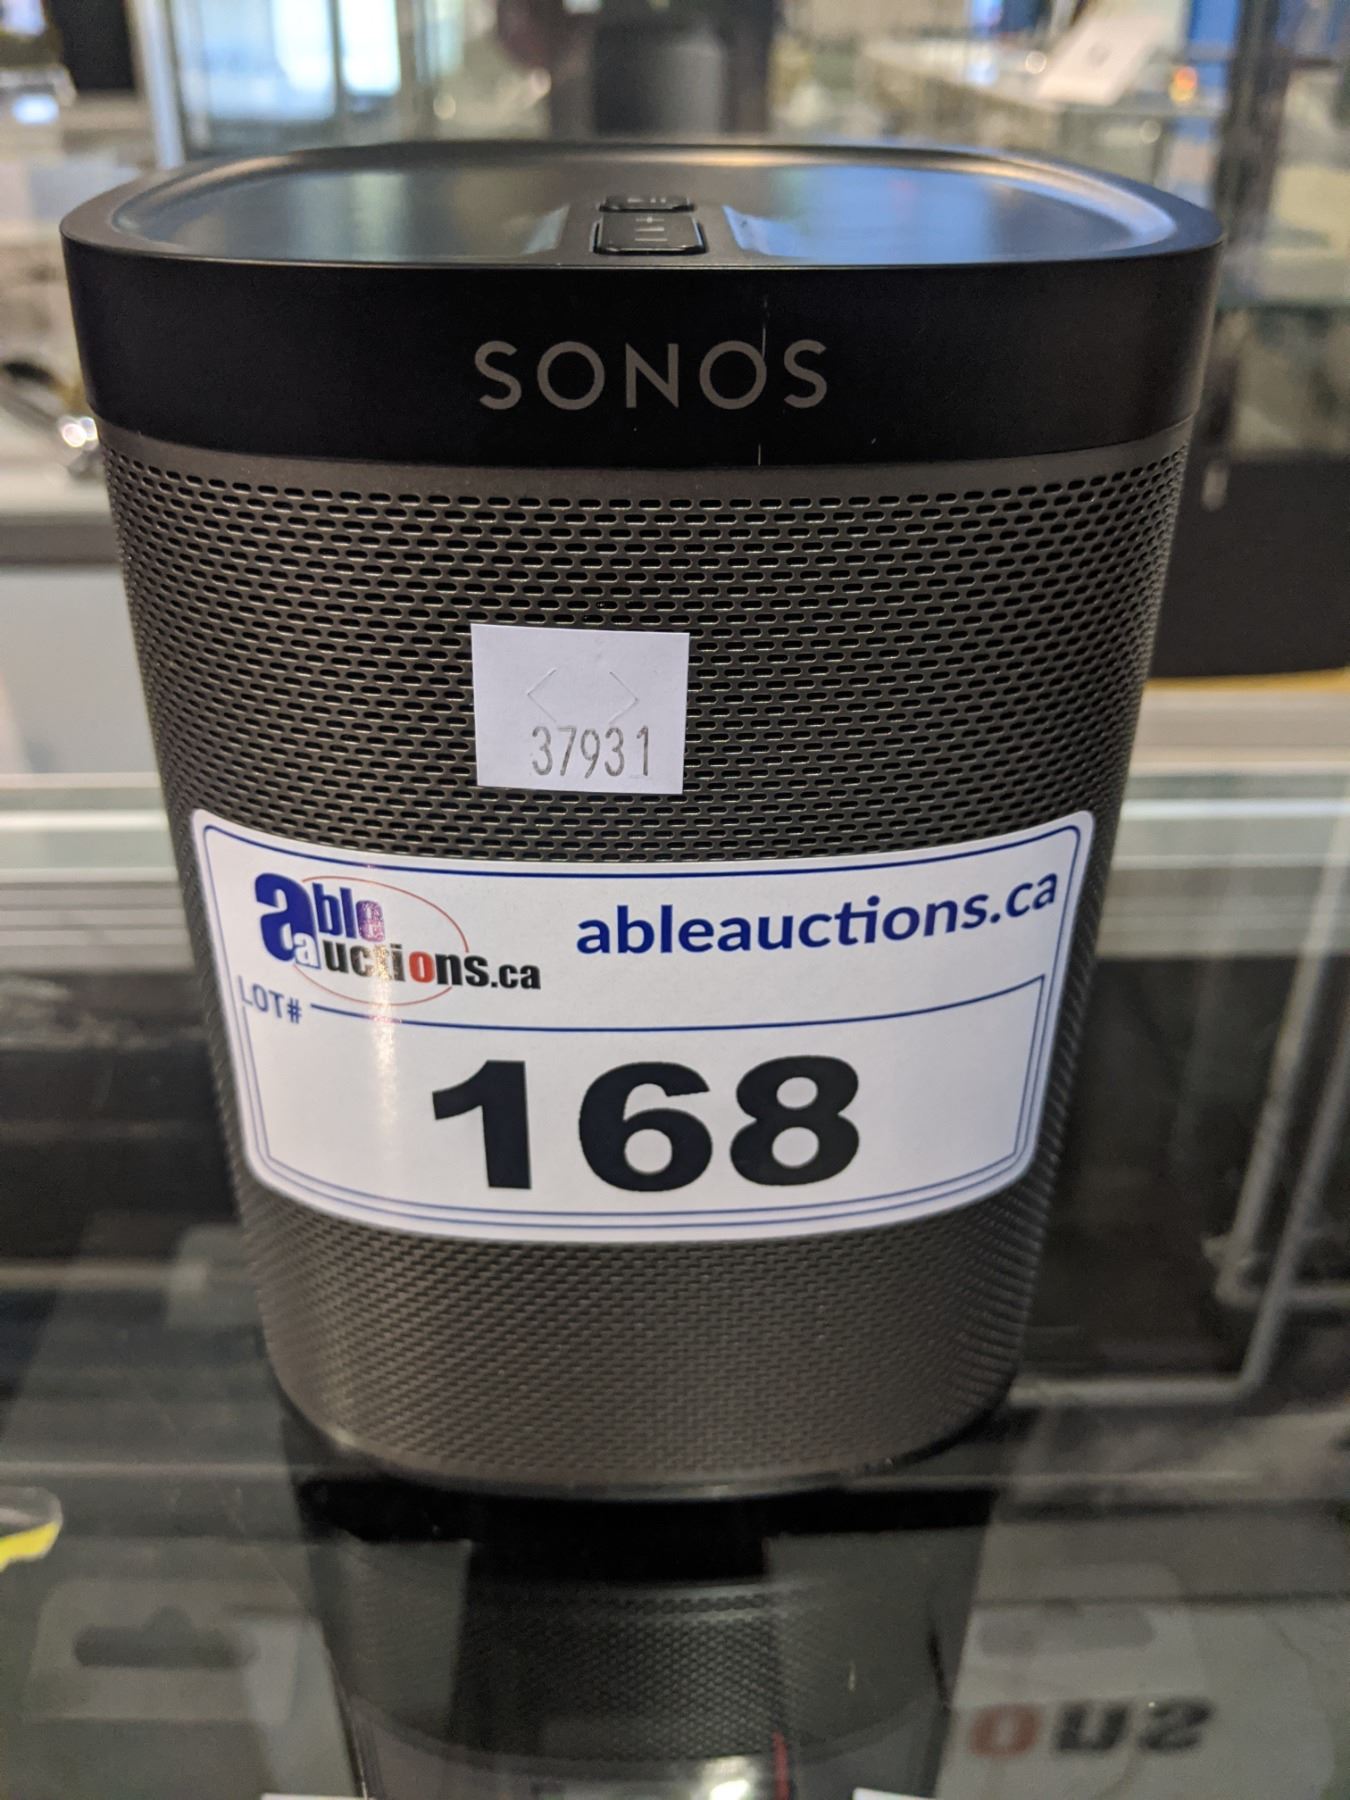 SONOS
37931
able
auctions.ca
ableauctions.ca
LOT#
168